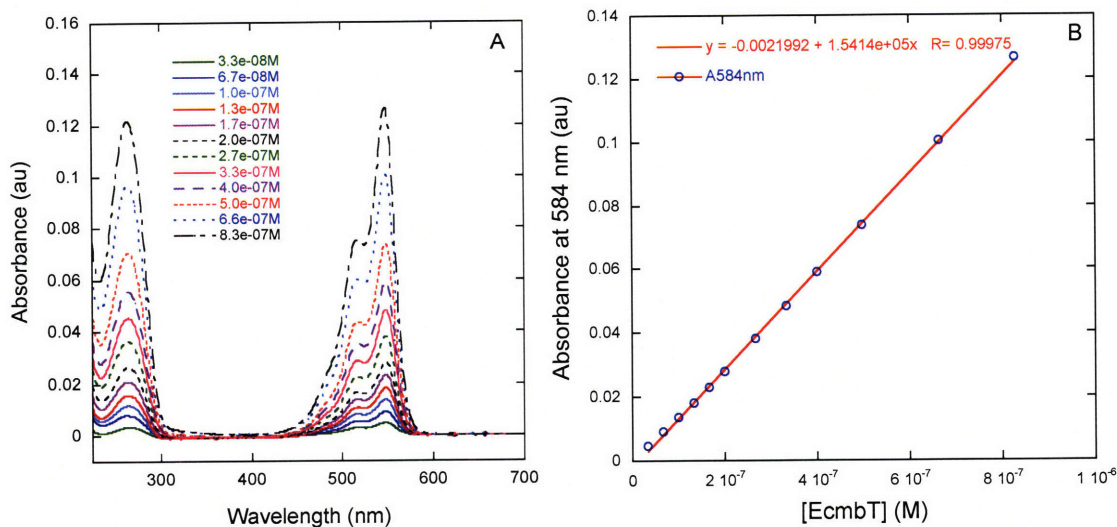 A
0.16
0.14
0.12
0.1
0.08
0.06
0.04
0.02
0
Absorbance (au)
3.3e-08M
6.7e-08M
1.0e-07M
1.3e-07M
1.7e-07M
2.0e-07M
2.7e-07M
3.3e-07M
4.0e-07M
5.0e-07M
6.6e-07M
8.3e-07M
300 400 500 600 700
Wavelength (nm)
B
0.14
0.12
0.1
0.08
0.06
0.04
0.02
0
Absorbance at 584 nm (au)
y = -0.0021992 + 1.5414e+05x R= 0.99975
A584nm
0 2 10-7 4 10-7 6 10-7 8 10-7 1 10-6
[EcmbT] (M)